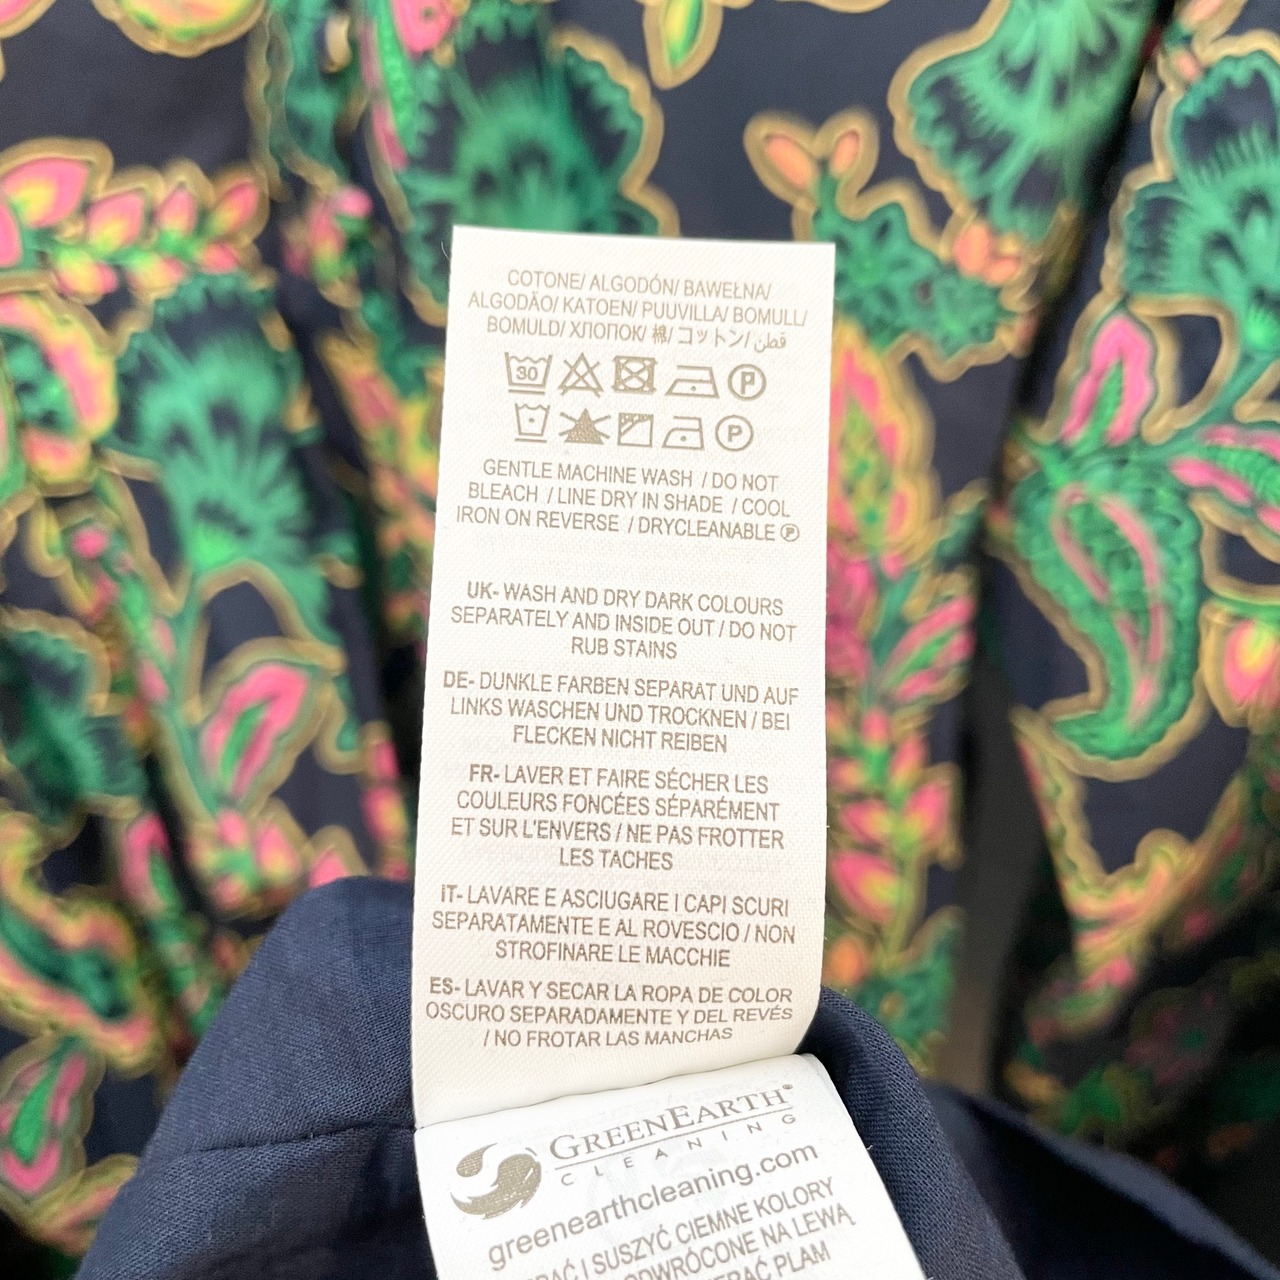 COTONE/ ALGODÓN/ BAWEŁNA/
ALGODÃO/ KATOEN/ PUUVILLA/ BOMULL/
BOMULD/ ХЛОПОК/ 棉/ コットン/ قطن
30 P
P
GENTLE MACHINE WASH / DO NOT
BLEACH / LINE DRY IN SHADE / COOL
IRON ON REVERSE / DRYCLEANABLE Ⓟ
UK- WASH AND DRY DARK COLOURS
SEPARATELY AND INSIDE OUT / DO NOT
RUB STAINS
DE- DUNKLE FARBEN SEPARAT UND AUF
LINKS WASCHEN UND TROCKNEN / BEI
FLECKEN NICHT REIBEN
FR- LAVER ET FAIRE SÉCHER LES
COULEURS FONCÉES SÉPARÉMENT
ET SUR L'ENVERS / NE PAS FROTTER
LES TACHES
IT- LAVARE E ASCIUGARE I CAPI SCURI
SEPARATAMENTE E AL ROVESCIO / NON
STROFINARE LE MACCHIE
ES- LAVAR Y SECAR LA ROPA DE COLOR
OSCURO SEPARADAMENTE Y DEL REVÉS
/ NO FROTAR LAS MANCHAS
GREENEARTH®
CLEANING
greenearthcleaning.com
I SUSZYĆ CIEMNE KOLORY
ODWRÓCONE NA LEWĄ
PLAM